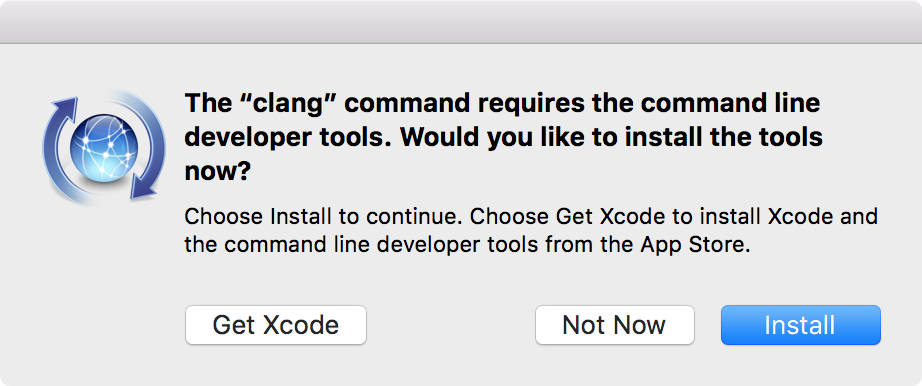 The “clang” command requires the command line
developer tools. Would you like to install the tools
now?
Choose Install to continue. Choose Get Xcode to install Xcode and
the command line developer tools from the App Store.
Get Xcode
Not Now
Install